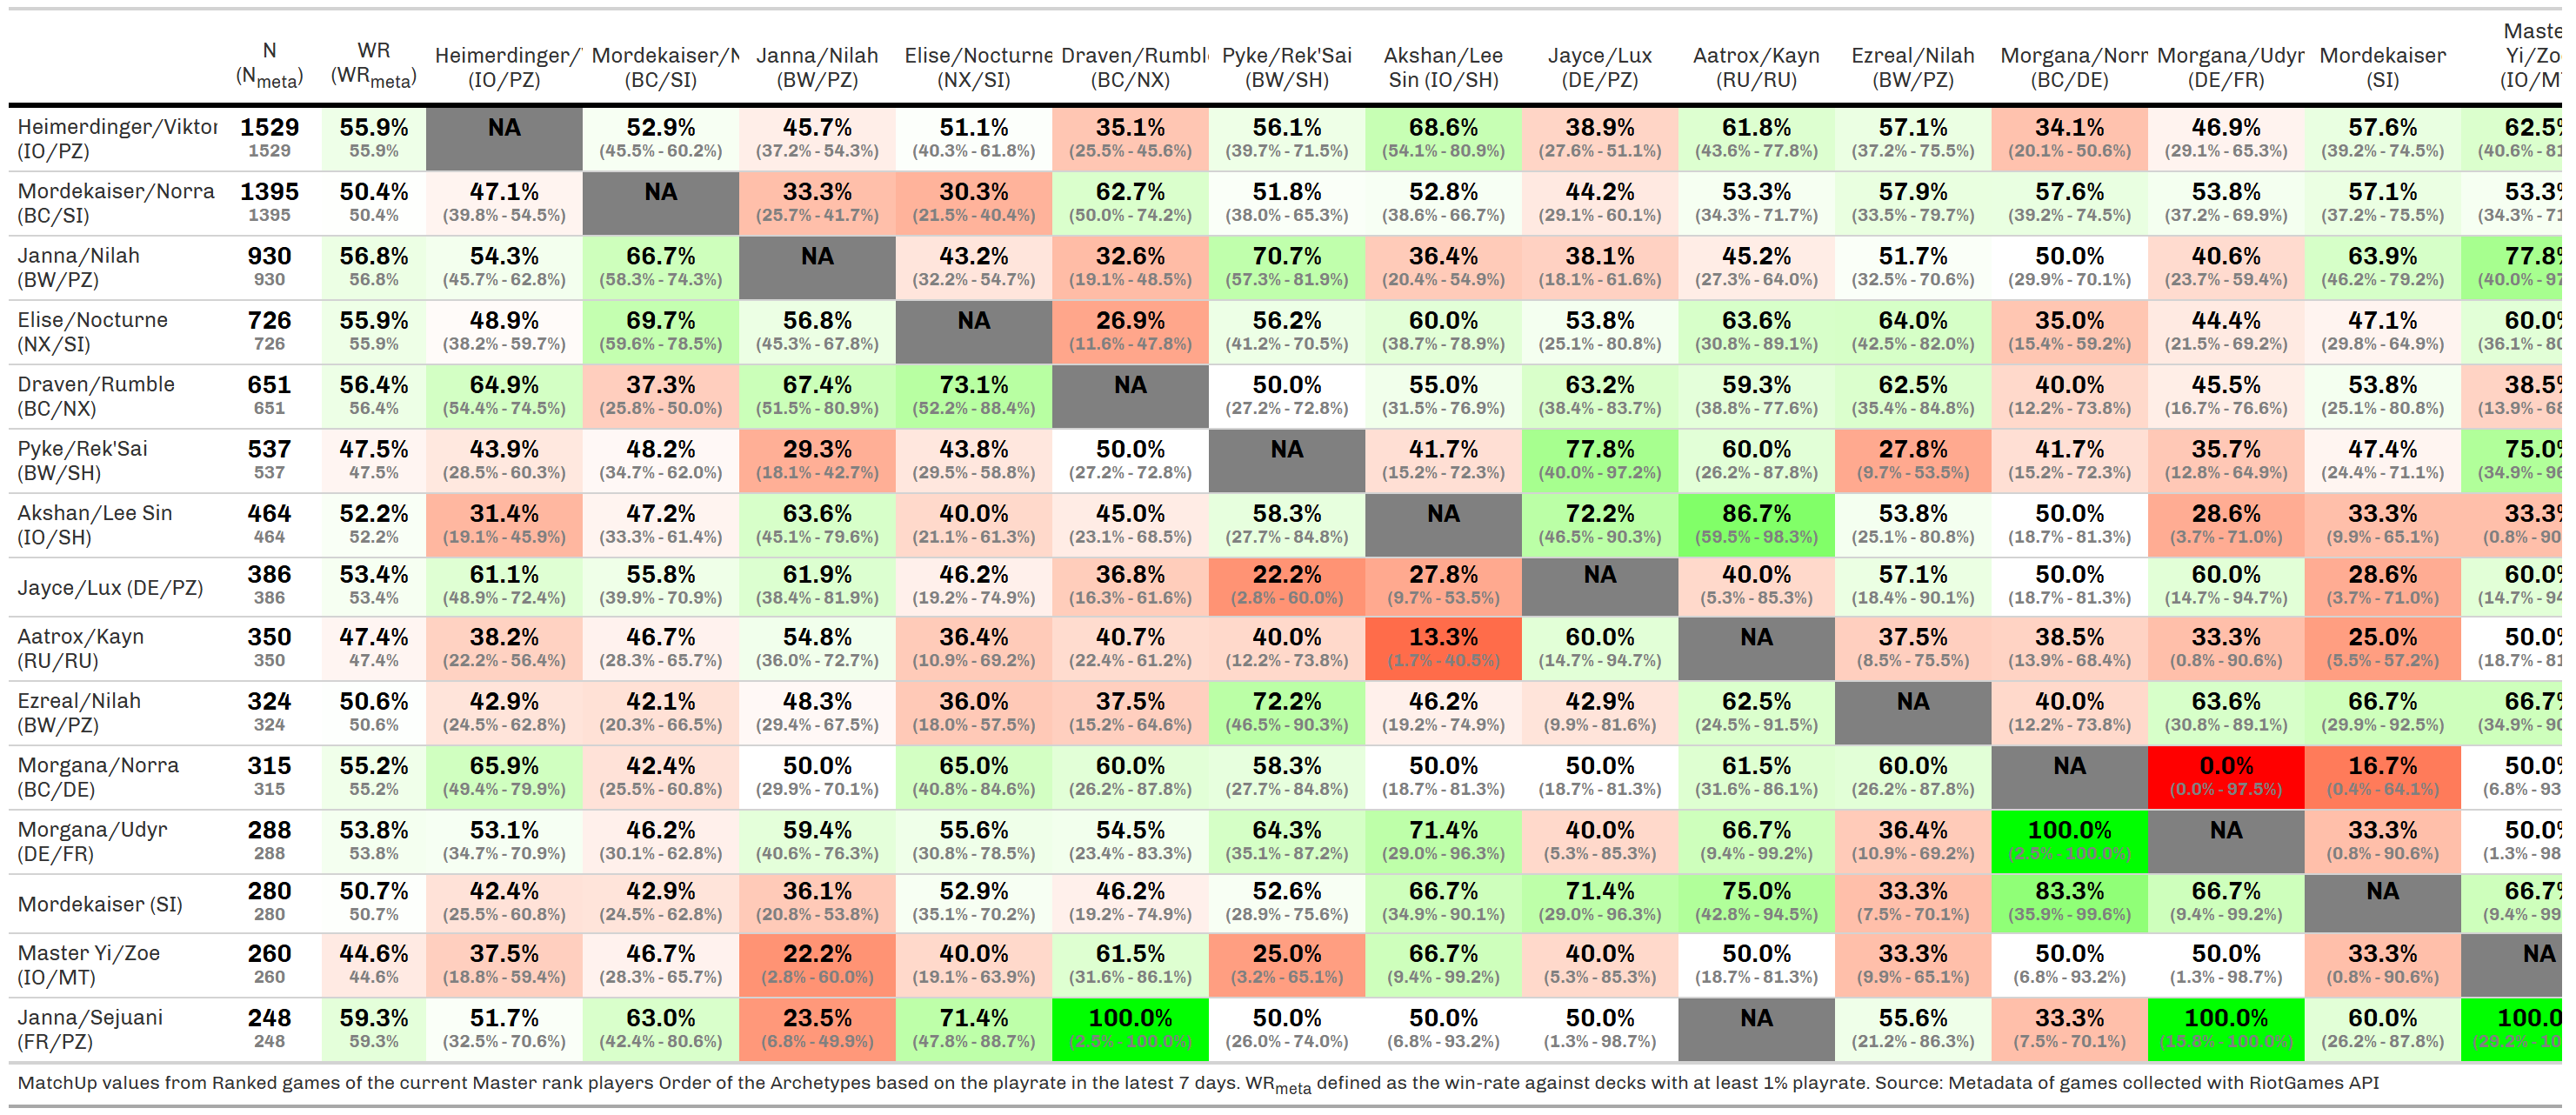 N WR Heimerdinger/ Mordekaiser/N Janna/Nilah Elise/Nocturne Draven/Rumbl Pyke/Rek'Sai Akshan/Lee Jayce/Lux Aatrox/Kayn Ezreal/Nilah Morgana/Norr Morgana/Udyr Mordekaiser Maste Yi/Zo
(Nmeta) (WRmeta) (IO/PZ) (BC/SI) (BW/PZ) (NX/SI) (BC/NX) (BW/SH) Sin (IO/SH) (DE/PZ) (RU/RU) (BW/PZ) (BC/DE) (DE/FR) (SI) (IO/M
Heimerdinger/Viktor 1529 55.9% NA 52.9% 45.7% 51.1% 35.1% 56.1% 68.6% 38.9% 61.8% 57.1% 34.1% 46.9% 57.6% 62.5
(IO/PZ) 1529 55.9% (45.5% - 60.2%) (37.2% - 54.3%) (40.3% - 61.8%) (25.5% - 45.6%) (39.7% - 71.5%) (54.1% - 80.9%) (27.6% - 51.1%) (43.6% - 77.8%) (37.2% - 75.5%) (20.1% - 50.6%) (29.1% - 65.3%) (39.2% - 74.5%) (40.6% - 81
Mordekaiser/Norra 1395 50.4% 47.1% NA 33.3% 30.3% 62.7% 51.8% 52.8% 44.2% 53.3% 57.9% 57.6% 53.8% 57.1% 53.3
(BC/SI) 1395 50.4% (39.8% - 54.5%) (25.7% - 41.7%) (21.5% - 40.4%) (50.0% - 74.2%) (38.0% - 65.3%) (38.6% - 66.7%) (29.1% - 60.1%) (34.3% - 71.7%) (33.5% - 79.7%) (39.2% - 74.5%) (37.2% - 69.9%) (37.2% - 75.5%) (34.3% - 71
Janna/Nilah 930 56.8% 54.3% 66.7% NA 43.2% 32.6% 70.7% 36.4% 38.1% 45.2% 51.7% 50.0% 40.6% 63.9% 77.8
(BW/PZ) 930 56.8% (45.7% - 62.8%) (58.3% - 74.3%) (32.2% - 54.7%) (19.1% - 48.5%) (57.3% - 81.9%) (20.4% - 54.9%) (18.1% - 61.6%) (27.3% - 64.0%) (32.5% - 70.6%) (29.9% - 70.1%) (23.7% - 59.4%) (46.2% - 79.2%) (40.0% - 97
Elise/Nocturne 726 55.9% 48.9% 69.7% 56.8% NA 26.9% 56.2% 60.0% 53.8% 63.6% 64.0% 35.0% 44.4% 47.1% 60.0
(NX/SI) 726 55.9% (38.2% - 59.7%) (59.6% - 78.5%) (45.3% - 67.8%) (11.6% - 47.8%) (41.2% - 70.5%) (38.7% - 78.9%) (25.1% - 80.8%) (30.8% - 89.1%) (42.5% - 82.0%) (15.4% - 59.2%) (21.5% - 69.2%) (29.8% - 64.9%) (36.1% - 80
Draven/Rumble 651 56.4% 64.9% 37.3% 67.4% 73.1% NA 50.0% 55.0% 63.2% 59.3% 62.5% 40.0% 45.5% 53.8% 38.5
(BC/NX) 651 56.4% (54.4% - 74.5%) (25.8% - 50.0%) (51.5% - 80.9%) (52.2% - 88.4%) (27.2% - 72.8%) (31.5% - 76.9%) (38.4% - 83.7%) (38.8% - 77.6%) (35.4% - 84.8%) (12.2% - 73.8%) (16.7% - 76.6%) (25.1% - 80.8%) (13.9% - 68
Pyke/Rek'Sai 537 47.5% 43.9% 48.2% 29.3% 43.8% 50.0% NA 41.7% 77.8% 60.0% 27.8% 41.7% 35.7% 47.4% 75.0
(BW/SH) 537 47.5% (28.5% - 60.3%) (34.7% - 62.0%) (18.1% - 42.7%) (29.5% - 58.8%) (27.2% - 72.8%) (15.2% - 72.3%) (40.0% - 97.2%) (26.2% - 87.8%) (9.7% - 53.5%) (15.2% - 72.3%) (12.8% - 64.9%) (24.4% - 71.1%) (34.9% - 96
Akshan/Lee Sin 464 52.2% 31.4% 47.2% 63.6% 40.0% 45.0% 58.3% NA 72.2% 86.7% 53.8% 50.0% 28.6% 33.3% 33.3
(IO/SH) 464 52.2% (19.1% - 45.9%) (33.3% - 61.4%) (45.1% - 79.6%) (21.1% - 61.3%) (23.1% - 68.5%) (27.7% - 84.8%) (46.5% - 90.3%) (59.5% - 98.3%) (25.1% - 80.8%) (18.7% - 81.3%) (3.7% - 71.0%) (9.9% - 65.1%) (0.8% - 90
Jayce/Lux (DE/PZ) 386 53.4% 61.1% 55.8% 61.9% 46.2% 36.8% 22.2% 27.8% NA 40.0% 57.1% 50.0% 60.0% 28.6% 60.0
386 53.4% (48.9% - 72.4%) (39.9% - 70.9%) (38.4% - 81.9%) (19.2% - 74.9%) (16.3% - 61.6%) (2.8% - 60.0%) (9.7% - 53.5%) (5.3% - 85.3%) (18.4% - 90.1%) (18.7% - 81.3%) (14.7% - 94.7%) (3.7% - 71.0%) (14.7% - 94
Aatrox/Kayn 350 47.4% 38.2% 46.7% 54.8% 36.4% 40.7% 40.0% 13.3% 60.0% NA 37.5% 38.5% 33.3% 25.0% 50.0
(RU/RU) 350 47.4% (22.2% - 56.4%) (28.3% - 65.7%) (36.0% - 72.7%) (10.9% - 69.2%) (22.4% - 61.2%) (12.2% - 73.8%) (1.7% - 40.5%) (14.7% - 94.7%) (8.5% - 75.5%) (13.9% - 68.4%) (0.8% - 90.6%) (5.5% - 57.2%) (18.7% - 81
Ezreal/Nilah 324 50.6% 42.9% 42.1% 48.3% 36.0% 37.5% 72.2% 46.2% 42.9% 62.5% NA 40.0% 63.6% 66.7% 66.7
(BW/PZ) 324 50.6% (24.5% - 62.8%) (20.3% - 66.5%) (29.4% - 67.5%) (18.0% - 57.5%) (15.2% - 64.6%) (46.5% - 90.3%) (19.2% - 74.9%) (9.9% - 81.6%) (24.5% - 91.5%) (12.2% - 73.8%) (30.8% - 89.1%) (29.9% - 92.5%) (34.9% - 90
Morgana/Norra 315 55.2% 65.9% 42.4% 50.0% 65.0% 60.0% 58.3% 50.0% 50.0% 61.5% 60.0% NA 0.0% 16.7% 50.0
(BC/DE) 315 55.2% (49.4% - 79.9%) (25.5% - 60.8%) (29.9% - 70.1%) (40.8% - 84.6%) (26.2% - 87.8%) (27.7% - 84.8%) (18.7% - 81.3%) (18.7% - 81.3%) (31.6% - 86.1%) (26.2% - 87.8%) (0.0% - 97.5%) (0.4% - 64.1%) (6.8% - 93
Morgana/Udyr 288 53.8% 53.1% 46.2% 59.4% 55.6% 54.5% 64.3% 71.4% 40.0% 66.7% 36.4% 100.0% NA 33.3% 50.0
(DE/FR) 288 53.8% (34.7% - 70.9%) (30.1% - 62.8%) (40.6% - 76.3%) (30.8% - 78.5%) (23.4% - 83.3%) (35.1% - 87.2%) (29.0% - 96.3%) (5.3% - 85.3%) (9.4% - 99.2%) (10.9% - 69.2%) (2.5% - 100.0%) (0.8% - 90.6%) (1.3% - 98
Mordekaiser (SI) 280 50.7% 42.4% 42.9% 36.1% 52.9% 46.2% 52.6% 66.7% 71.4% 75.0% 33.3% 83.3% 66.7% NA 66.7
280 50.7% (25.5% - 60.8%) (24.5% - 62.8%) (20.8% - 53.8%) (35.1% - 70.2%) (19.2% - 74.9%) (28.9% - 75.6%) (34.9% - 90.1%) (29.0% - 96.3%) (42.8% - 94.5%) (7.5% - 70.1%) (35.9% - 99.6%) (9.4% - 99.2%) (9.4% - 99
Master Yi/Zoe 260 44.6% 37.5% 46.7% 22.2% 40.0% 61.5% 25.0% 66.7% 40.0% 50.0% 33.3% 50.0% 50.0% 33.3% NA
(IO/MT) 260 44.6% (18.8% - 59.4%) (28.3% - 65.7%) (2.8% - 60.0%) (19.1% - 63.9%) (31.6% - 86.1%) (3.2% - 65.1%) (9.4% - 99.2%) (5.3% - 85.3%) (18.7% - 81.3%) (9.9% - 65.1%) (6.8% - 93.2%) (1.3% - 98.7%) (0.8% - 90.6%)
Janna/Sejuani 248 59.3% 51.7% 63.0% 23.5% 71.4% 100.0% 50.0% 50.0% 50.0% NA 55.6% 33.3% 100.0% 60.0% 100.0
(FR/PZ) 248 59.3% (32.5% - 70.6%) (42.4% - 80.6%) (6.8% - 49.9%) (47.8% - 88.7%) (2.5% - 100.0%) (26.0% - 74.0%) (6.8% - 93.2%) (1.3% - 98.7%) (21.2% - 86.3%) (7.5% - 70.1%) (15.8% - 100.0%) (26.2% - 87.8%) (29.2% - 10
MatchUp values from Ranked games of the current Master rank players Order of the Archetypes based on the playrate in the latest 7 days. WRmeta defined as the win-rate against decks with at least 1% playrate. Source: Metadata of games collected with RiotGames API